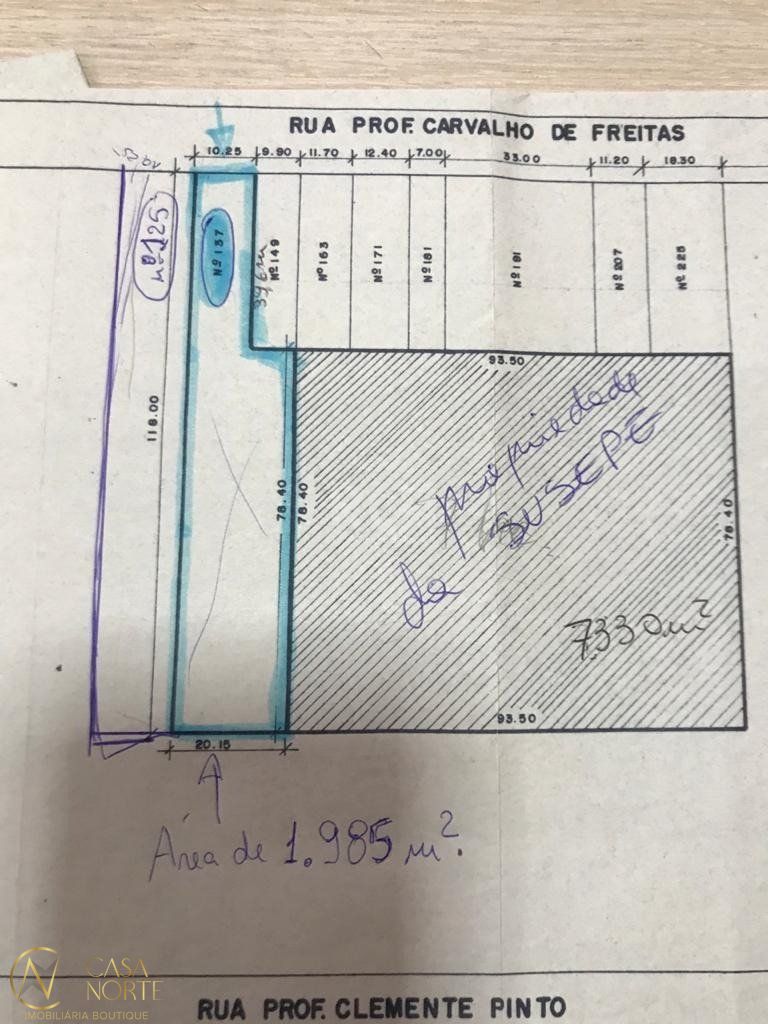 RUA PROF. CARVALHO DE FREITAS
10.25 9.90 11.70 12.40 7.00 33.00 11.20 18.30
nº 125
Nº 137
Nº 149
Nº 163
Nº 171
Nº 181
Nº 191
Nº 207
Nº 225
93.50
118.00
78.40
78.40
78.40
propriedade
da SUSEPE
7330 m²
93.50
20.15
Área de 1.985 m².
CASA
NORTE
IMOBILIÁRIA BOUTIQUE
RUA PROF. CLEMENTE PINTO